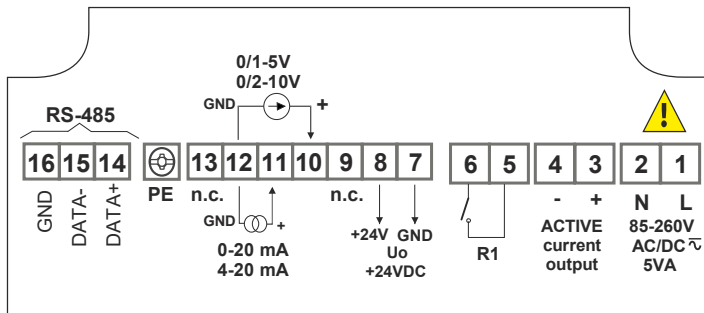 0/1-5V
0/2-10V
GND +
RS-485
!
16 15 14 13 12 11 10 9 8 7 6 5 4 3 2 1
GND
DATA-
DATA+
PE
n.c.
GND +
0-20 mA
4-20 mA
n.c.
+24V GND
Uo
+24VDC
R1
- +
ACTIVE
current
output
N L
85-260V
AC/DC
5VA